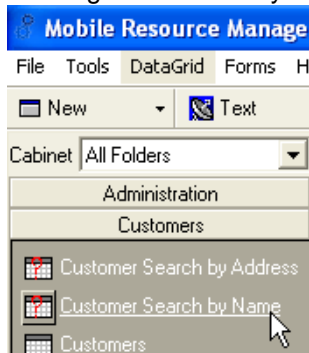 Mobile Resource Manage
File Tools DataGrid Forms H
New Text
Cabinet All Folders
Administration
Customers
Customer Search by Address
Customer Search by Name
Customers